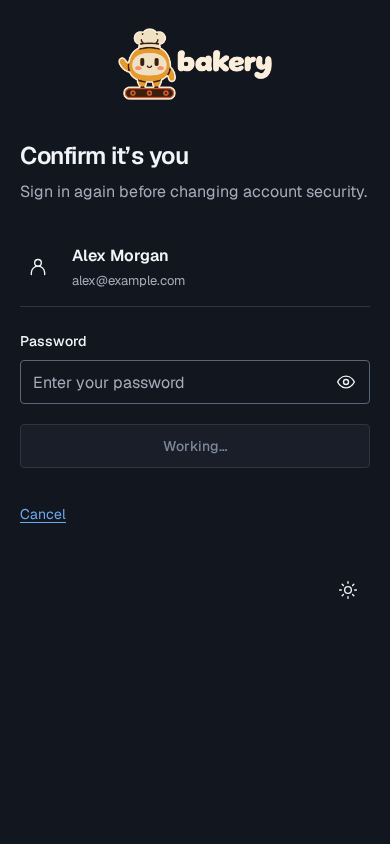 bakery
Confirm it’s you
Sign in again before changing account security.
Alex Morgan
alex@example.com
Password
Enter your password
Working…
Cancel